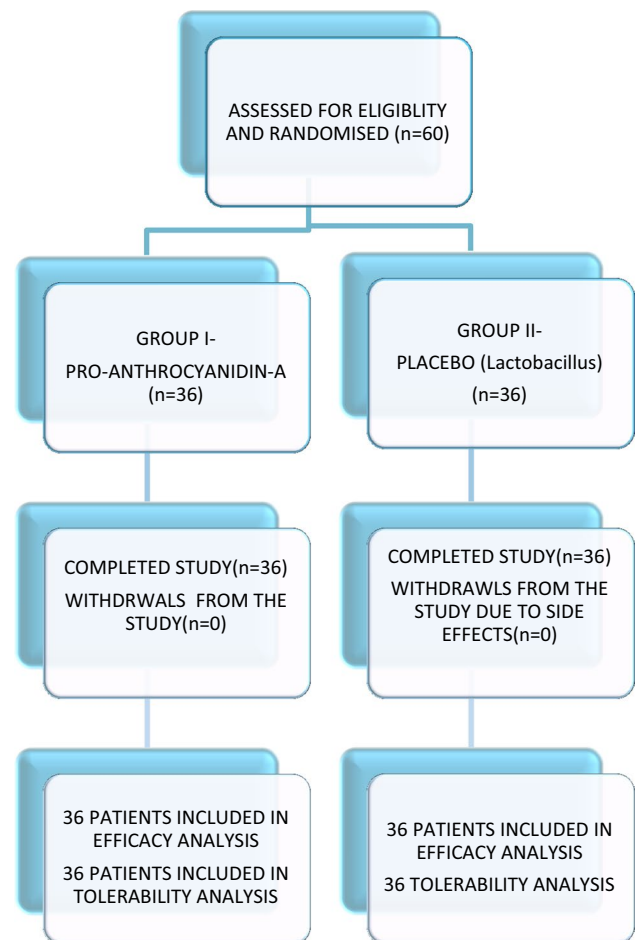 ASSESSED FOR ELIGIBLITY
AND RANDOMISED (n=60)
GROUP I-
PRO-ANTHROCYANIDIN-A
(n=36)
GROUP II-
PLACEBO (Lactobacillus)
(n=36)
COMPLETED STUDY(n=36)
WITHDRWALS FROM THE
STUDY(n=0)
COMPLETED STUDY(n=36)
WITHDRAWLS FROM THE
STUDY DUE TO SIDE
EFFECTS(n=0)
36 PATIENTS INCLUDED IN
EFFICACY ANALYSIS
36 PATIENTS INCLUDED IN
TOLERABILITY ANALYSIS
36 PATIENTS INCLUDED IN
EFFICACY ANALYSIS
36 TOLERABILITY ANALYSIS